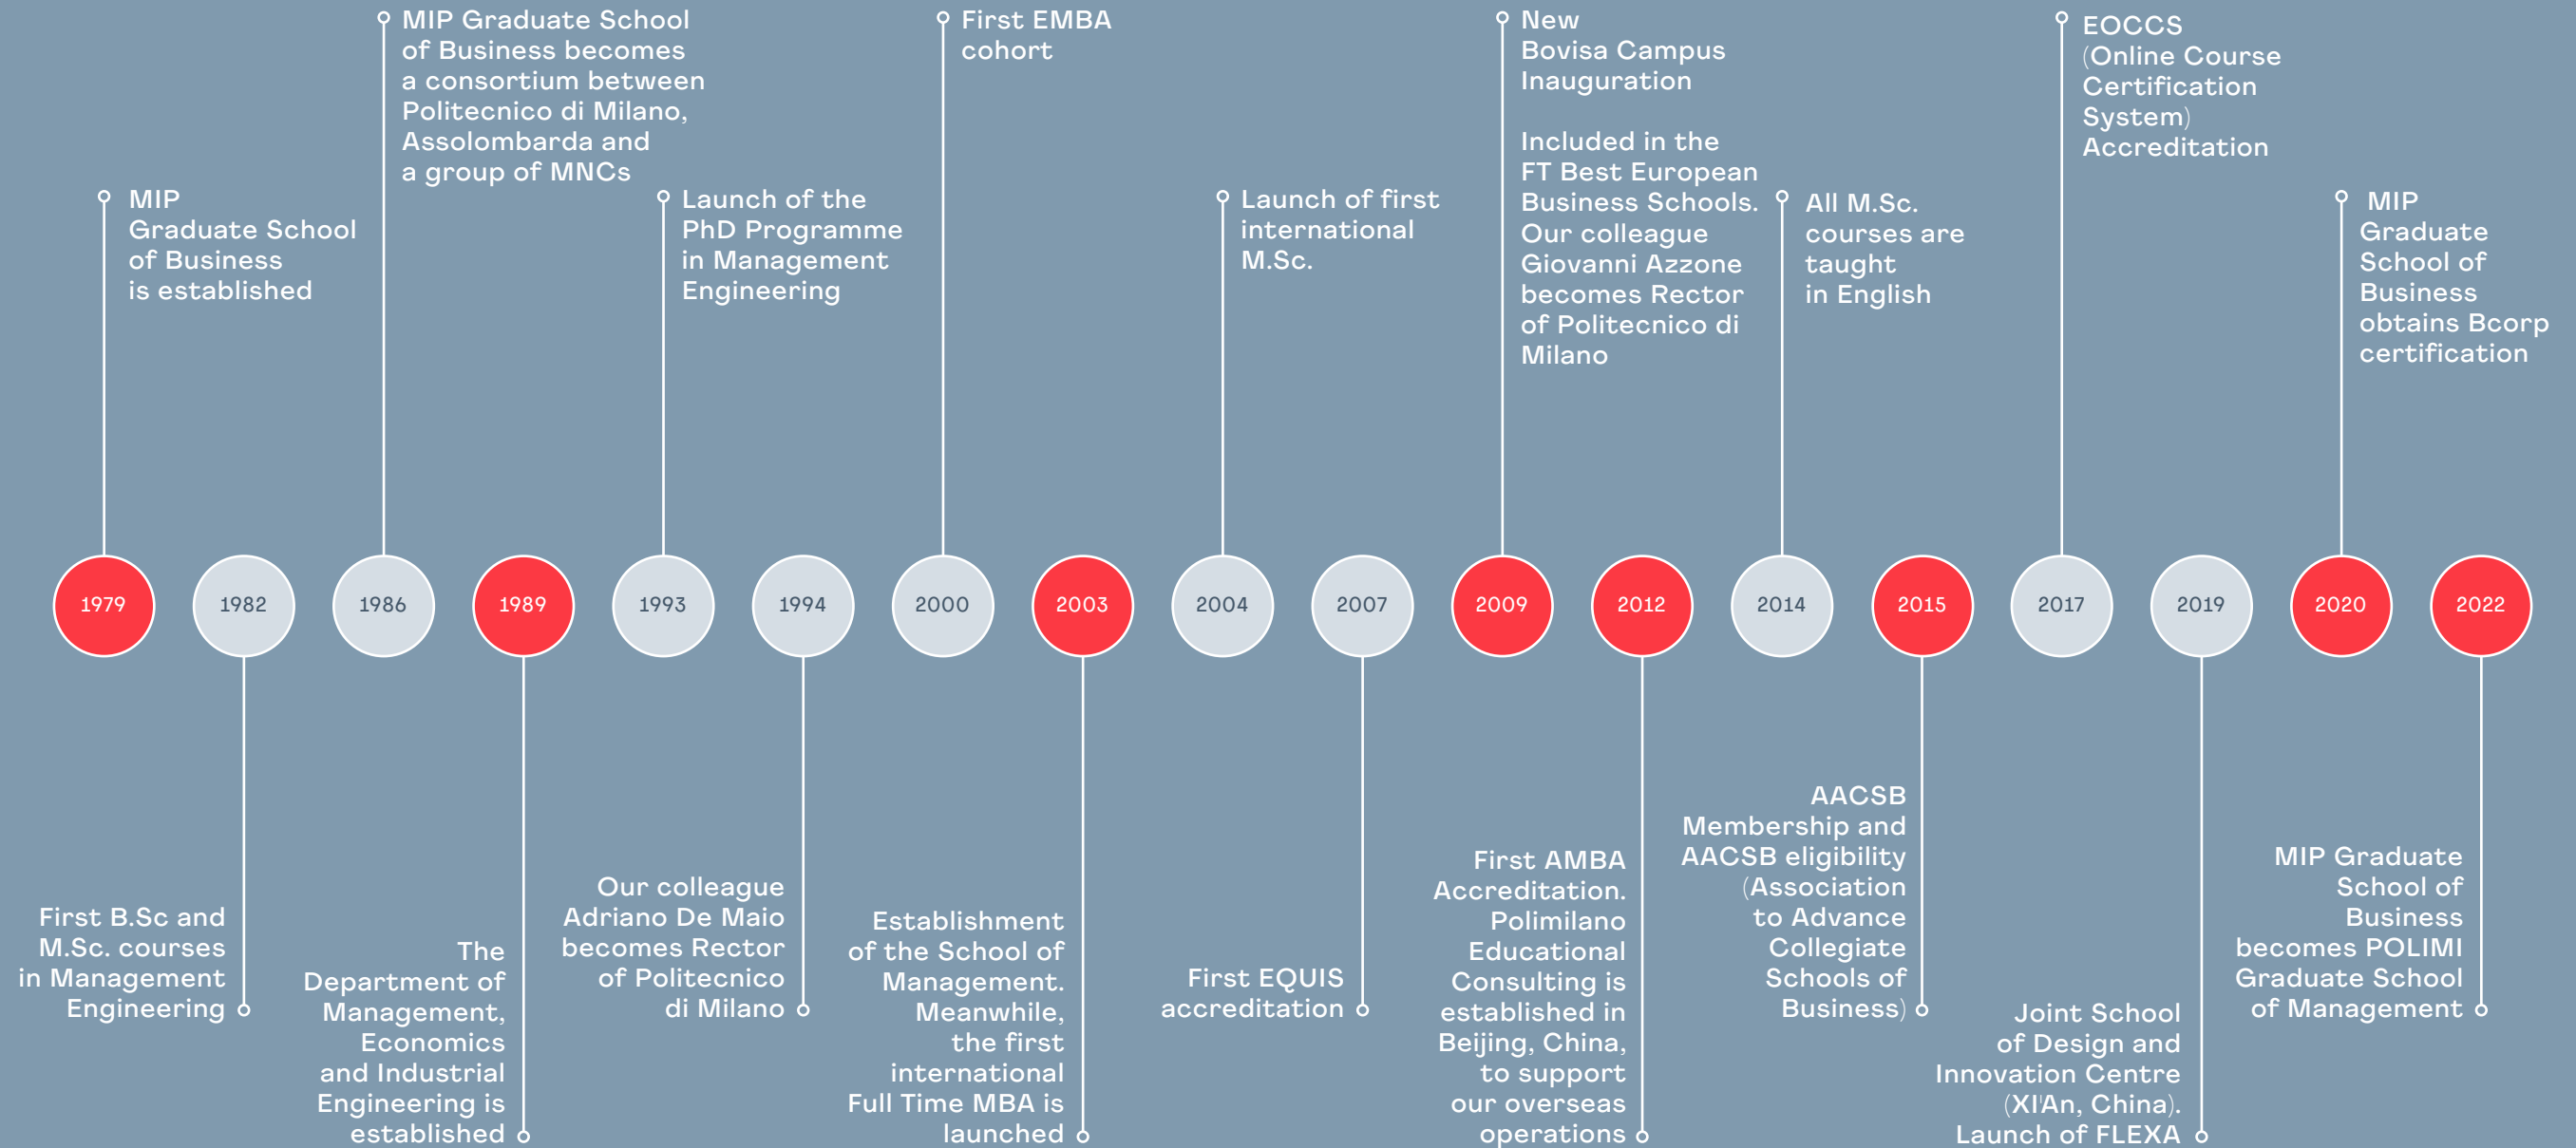 MIP Graduate School
of Business becomes
a consortium between
Politecnico di Milano,
Assolombarda and
a group of MNCs
First EMBA
cohort
New
Bovisa Campus
Inauguration
Included in the
FT Best European
Business Schools.
Our colleague
Giovanni Azzone
becomes Rector
of Politecnico di
Milano
EOCCS
(Online Course
Certification
System)
Accreditation
MIP
Graduate School
of Business
is established
Launch of the
PhD Programme
in Management
Engineering
Launch of first
international
M.Sc.
All M.Sc.
courses are
taught
in English
MIP
Graduate
School of
Business
obtains Bcorp
certification
1979
1982
1986
1989
1993
1994
2000
2003
2004
2007
2009
2012
2014
2015
2017
2019
2020
2022
First B.Sc and
M.Sc. courses
in Management
Engineering
The
Department of
Management,
Economics
and Industrial
Engineering is
established
Our colleague
Adriano De Maio
becomes Rector
of Politecnico
di Milano
Establishment
of the School of
Management.
Meanwhile,
the first
international
Full Time MBA is
launched
First EQUIS
accreditation
First AMBA
Accreditation.
Polimilano
Educational
Consulting is
established in
Beijing, China,
to support
our overseas
operations
AACSB
Membership and
AACSB eligibility
(Association
to Advance
Collegiate
Schools of
Business)
Joint School
of Design and
Innovation Centre
(XI'An, China).
Launch of FLEXA
MIP Graduate
School of
Business
becomes POLIMI
Graduate School
of Management